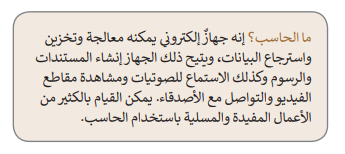 ما الحاسب؟ إنه جهازٌ إلكتروني يمكنه معالجة وتخزين
واسترجاع البيانات، ويتيح ذلك الجهاز إنشاء المستندات
والرسوم وكذلك الاستماع للصوتيات ومشاهدة مقاطع
الفيديو والتواصل مع الأصدقاء. يمكن القيام بالكثير من
الأعمال المفيدة والمسلية باستخدام الحاسب.